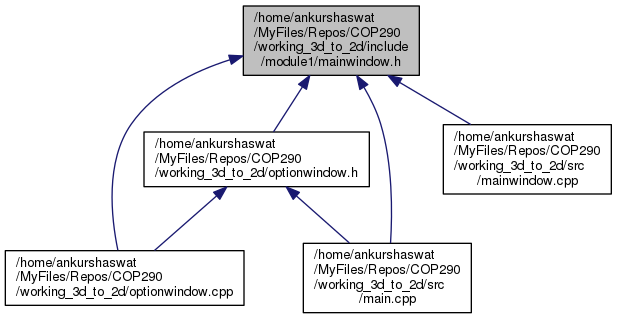 /home/ankurshaswat
/MyFiles/Repos/COP290
/working_3d_to_2d/include
/module1/mainwindow.h
/home/ankurshaswat
/MyFiles/Repos/COP290
/working_3d_to_2d/optionwindow.h
/home/ankurshaswat
/MyFiles/Repos/COP290
/working_3d_to_2d/src
/mainwindow.cpp
/home/ankurshaswat
/MyFiles/Repos/COP290
/working_3d_to_2d/optionwindow.cpp
/home/ankurshaswat
/MyFiles/Repos/COP290
/working_3d_to_2d/src
/main.cpp